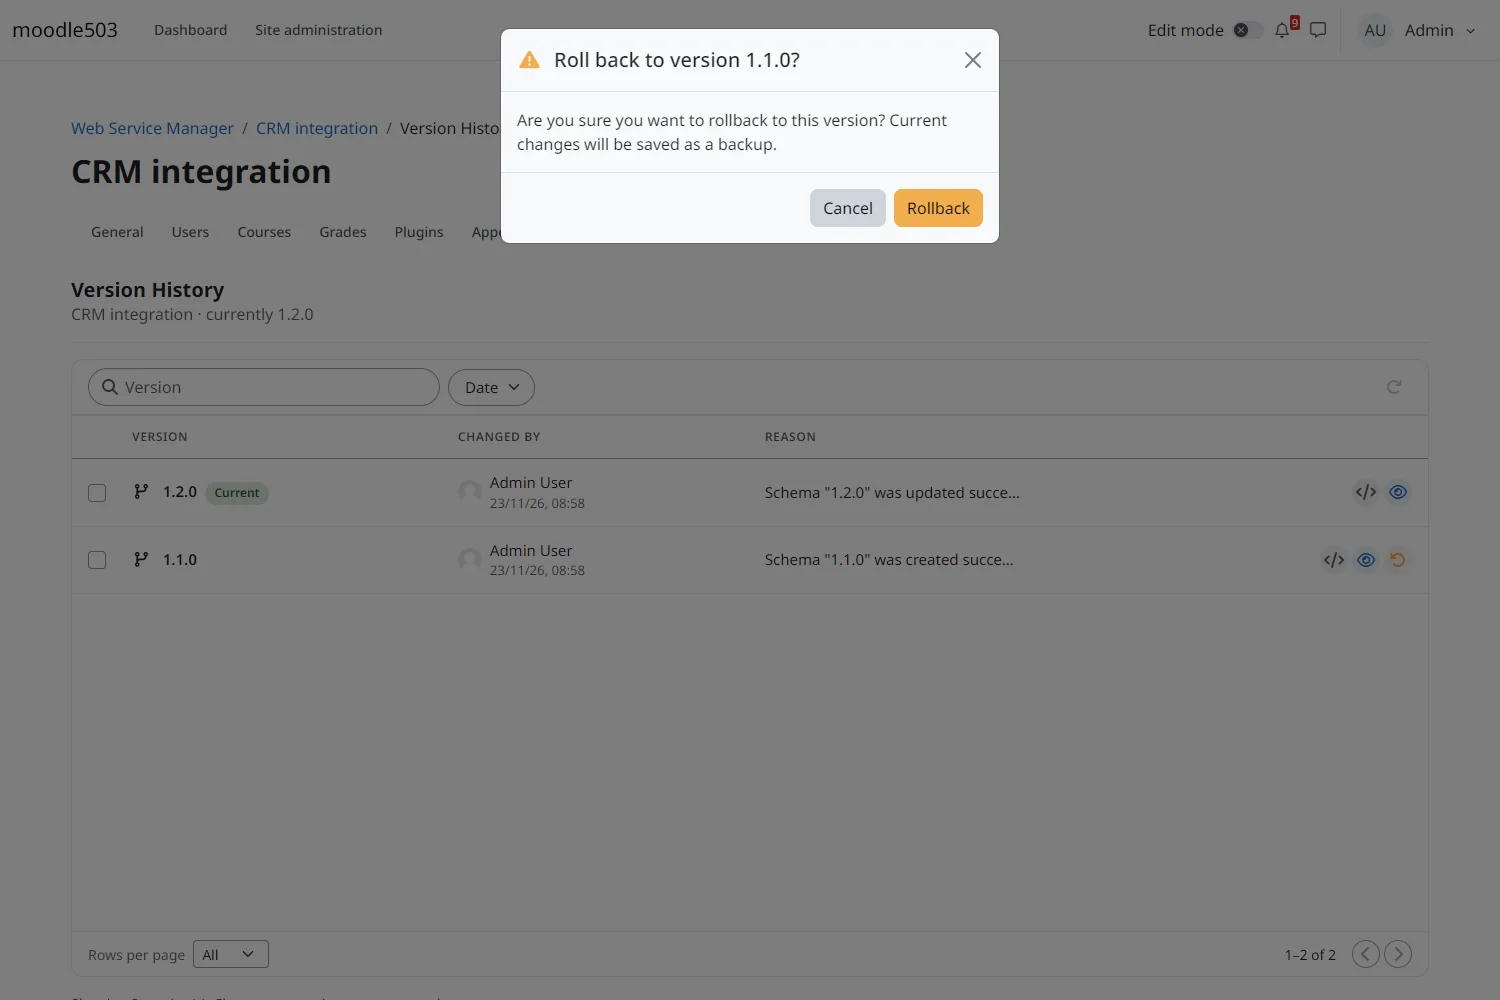 moodle503
Dashboard
Site administration
Edit mode
9
AU
Admin
Roll back to version 1.1.0?
Are you sure you want to rollback to this version? Current
changes will be saved as a backup.
Cancel
Rollback
Web Service Manager / CRM integration / Version Histo
CRM integration
General
Users
Courses
Grades
Plugins
Appe
Version History
CRM integration · currently 1.2.0
Version
Date
VERSION
CHANGED BY
REASON
1.2.0
Current
Admin User
23/11/26, 08:58
Schema "1.2.0" was updated succe...
1.1.0
Admin User
23/11/26, 08:58
Schema "1.1.0" was created succe...
Rows per page
All
1–2 of 2